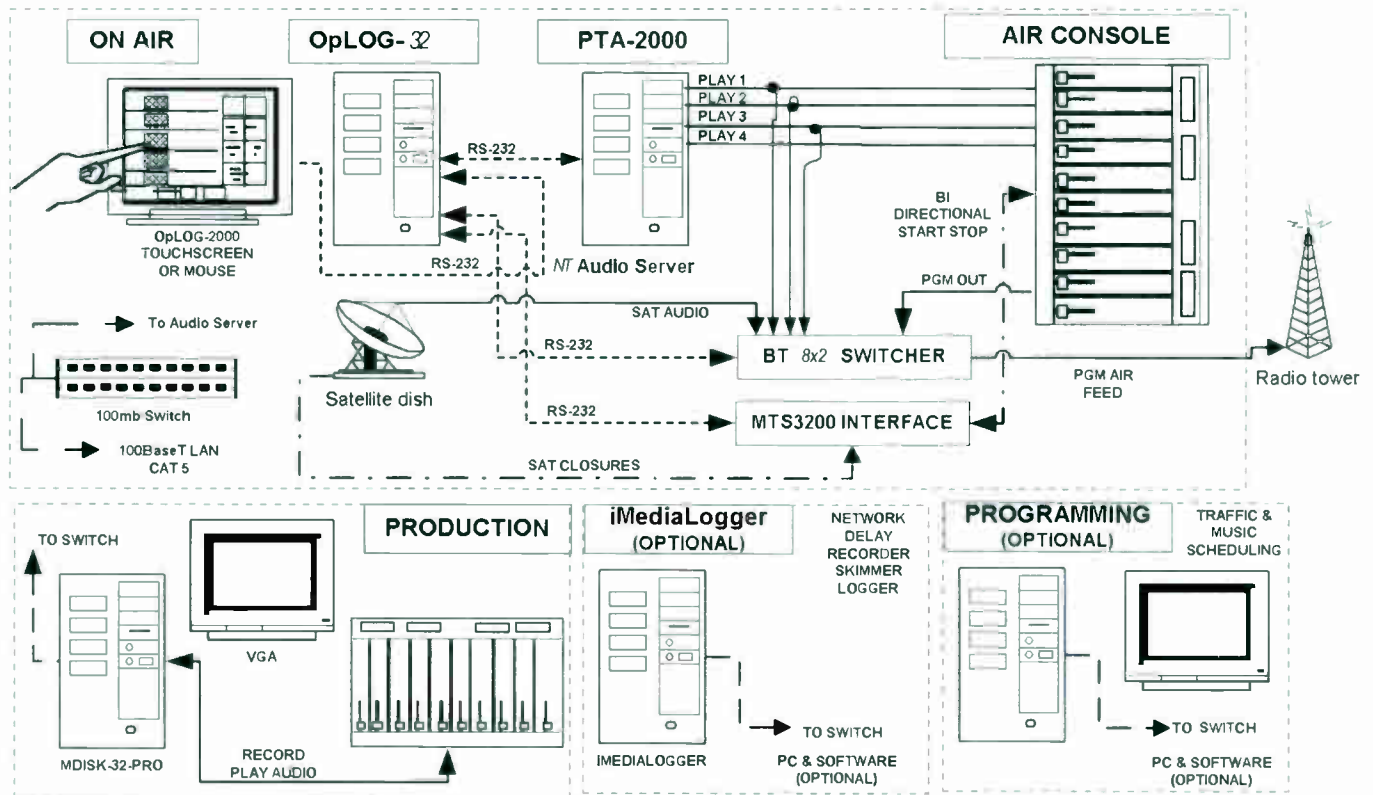 ON AIR
OpLOG-32
PTA-2000
AIR CONSOLE
PLAY 1
PLAY 2
PLAY 3
PLAY 4
RS-232
OpLOG-2000
TOUCHSCREEN
OR MOUSE
RS-232
NT Audio Server
BI
DIRECTIONAL
START STOP
PGM OUT
SAT AUDIO
To Audio Server
RS-232
BT 8x2 SWITCHER
PGM AIR
FEED
Radio tower
Satellite dish
100mb Switch
RS-232
MTS3200 INTERFACE
100BaseT LAN
CAT 5
SAT CLOSURES
TO SWITCH
PRODUCTION
VGA
MDISK-32-PRO
RECORD
PLAY AUDIO
iMediaLogger
(OPTIONAL)
NETWORK
DELAY
RECORDER
SKIMMER
LOGGER
IMEDIALOGGER
TO SWITCH
PC & SOFTWARE
(OPTIONAL)
PROGRAMMING
(OPTIONAL)
TRAFFIC &
MUSIC
SCHEDULING
TO SWITCH
PC & SOFTWARE
(OPTIONAL)